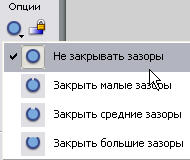 Опции
Не закрывать зазоры
Закрыть малые зазоры
Закрыть средние зазоры
Закрыть большие зазоры